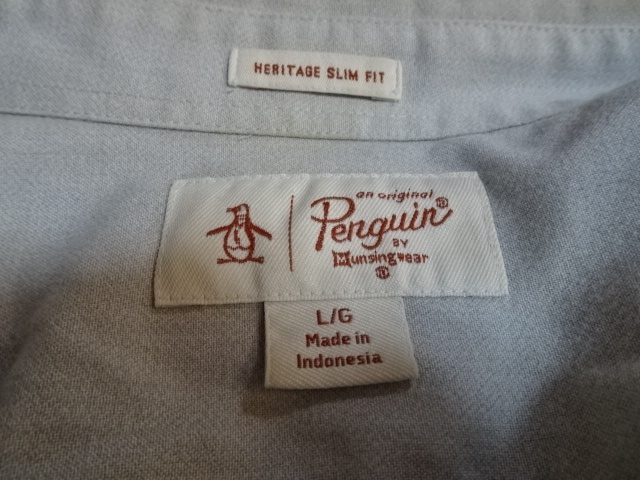 HERITAGE SLIM FIT
an original
Penguin®
BY
Munsingwear
®
L/G
Made in
Indonesia